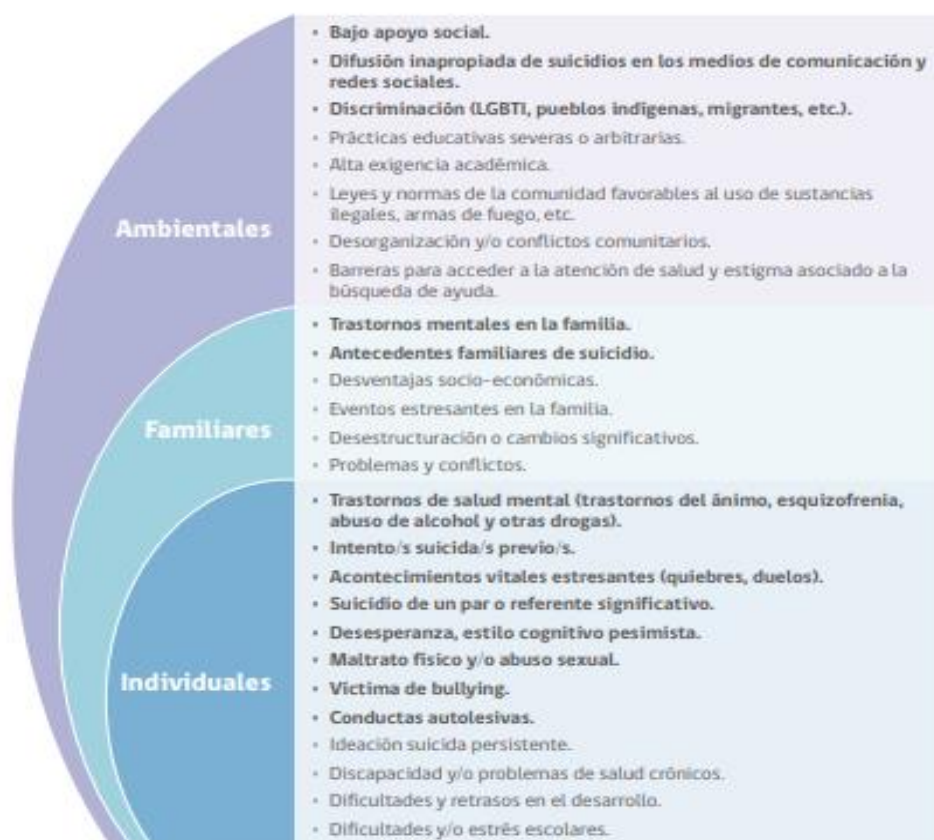 Ambientales
• Bajo apoyo social.
• Difusión inapropiada de suicidios en los medios de comunicación y
redes sociales.
• Discriminación (LGBTI, pueblos indígenas, migrantes, etc.).
• Prácticas educativas severas o arbitrarias.
• Alta exigencia académica.
• Leyes y normas de la comunidad favorables al uso de sustancias
ilegales, armas de fuego, etc.
• Desorganización y/o conflictos comunitarios.
• Barreras para acceder a la atención de salud y estigma asociado a la
búsqueda de ayuda.
Familiares
• Trastornos mentales en la familia.
• Antecedentes familiares de suicidio.
• Desventajas socio-económicas.
• Eventos estresantes en la familia.
• Desestructuración o cambios significativos.
• Problemas y conflictos.
Individuales
• Trastornos de salud mental (trastornos del ánimo, esquizofrenia,
abuso de alcohol y otras drogas).
• Intento/s suicida/s previo/s.
• Acontecimientos vitales estresantes (quiebres, duelos).
• Suicidio de un par o referente significativo.
• Desesperanza, estilo cognitivo pesimista.
• Maltrato físico y/o abuso sexual.
• Víctima de bullying.
• Conductas autolesivas.
• Ideación suicida persistente.
• Discapacidad y/o problemas de salud crónicos.
• Dificultades y retrasos en el desarrollo.
• Dificultades y/o estrés escolares.